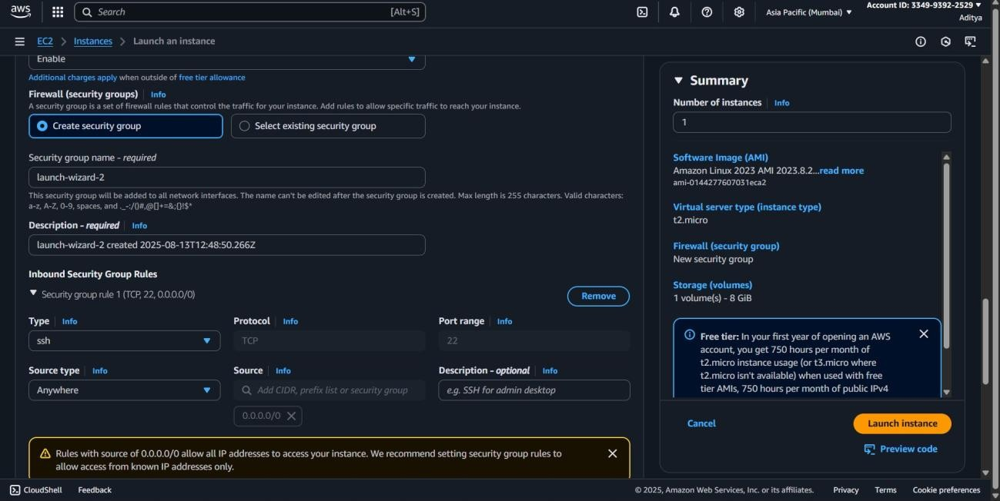 aws
Search [Alt+S]
Asia Pacific (Mumbai)
Account ID: 3349-9392-2529
Aditya
EC2 > Instances > Launch an instance
Enable
Additional charges apply when outside of free tier allowance
Firewall (security groups) Info
A security group is a set of firewall rules that control the traffic for your instance. Add rules to allow specific traffic to reach your instance.
Create security group
Select existing security group
Security group name - required
launch-wizard-2
This security group will be added to all network interfaces. The name can't be edited after the security group is created. Max length is 255 characters. Valid characters:
a-z, A-Z, 0-9, spaces, and ._-:/()#,@[]+=&;{}!$*
Description - required Info
launch-wizard-2 created 2025-08-13T12:48:50.266Z
Inbound Security Group Rules
Security group rule 1 (TCP, 22, 0.0.0.0/0)
Remove
Type Info
Protocol Info
Port range Info
ssh
TCP
22
Source type Info
Source Info
Description - optional Info
Anywhere
Add CIDR, prefix list or security group
e.g. SSH for admin desktop
0.0.0.0/0
Rules with source of 0.0.0.0/0 allow all IP addresses to access your instance. We recommend setting security group rules to
allow access from known IP addresses only.
Summary
Number of instances Info
1
Software Image (AMI)
Amazon Linux 2023 AMI 2023.8.2...read more
ami-0144277607031eca2
Virtual server type (instance type)
t2.micro
Firewall (security group)
New security group
Storage (volumes)
1 volume(s) - 8 GiB
Free tier: In your first year of opening an AWS
account, you get 750 hours per month of
t2.micro instance usage (or t3.micro where
t2.micro isn't available) when used with free
tier AMIs, 750 hours per month of public IPv4
Cancel
Launch instance
Preview code
CloudShell
Feedback
© 2025, Amazon Web Services, Inc. or its affiliates.
Privacy
Terms
Cookie preferences